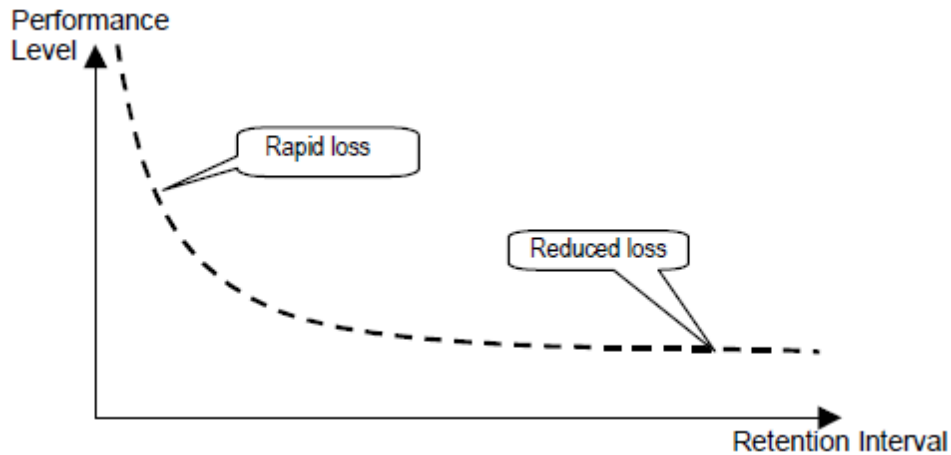 Performance
Level
Rapid loss
Reduced loss
Retention Interval